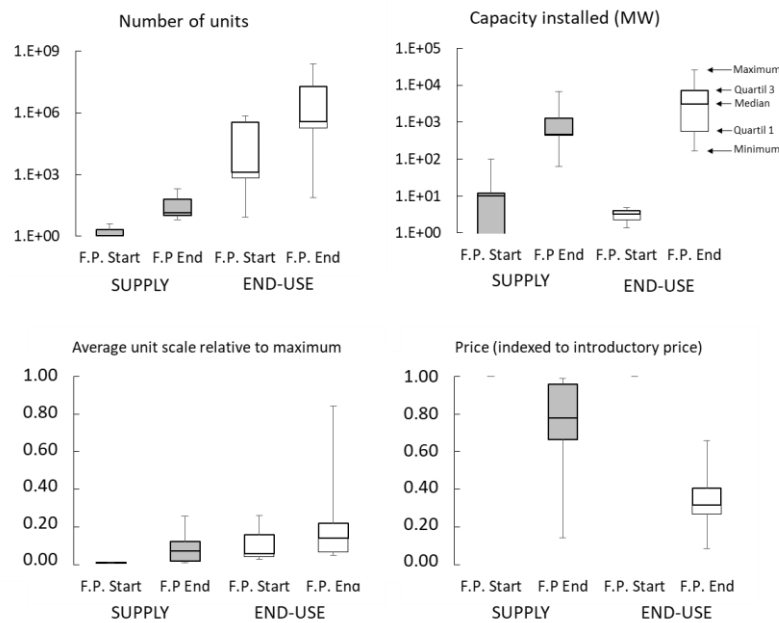 Number of units
1.E+09
1.E+06
1.E+03
1.E+00
F.P. Start F.P End F.P. Start F.P. End
SUPPLY END-USE
Capacity installed (MW)
1.E+05
1.E+04
1.E+03
1.E+02
1.E+01
1.E+00
Maximum
Quartil 3
Median
Quartil 1
Minimum
F.P. Start F.P End F.P. Start F.P. End
SUPPLY END-USE
Average unit scale relative to maximum
1.00
0.80
0.60
0.40
0.20
0.00
F.P. Start F.P End F.P. Start F.P. End
SUPPLY END-USE
Price (indexed to introductory price)
1.00
0.80
0.60
0.40
0.20
0.00
F.P. Start F.P End F.P. Start F.P. End
SUPPLY END-USE